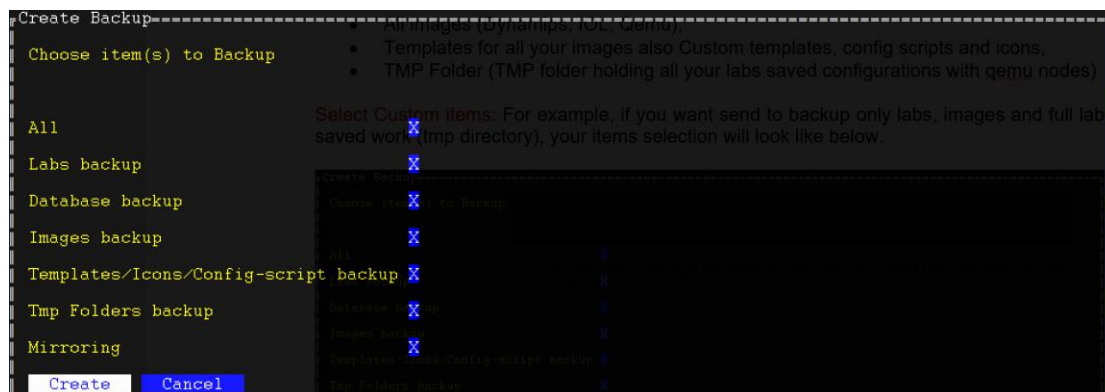 Create Backup
All images (Dynamips, IOL, Qemu),
Choose item(s) to Backup
• Templates for all your images also Custom templates, config scripts and icons,
• TMP Folder (TMP folder holding all your labs saved configurations with qemu nodes)
Select Custom items: For example, if you want send to backup only labs, images and full lab
saved work (tmp directory), your items selection will look like below.
All X
Labs backup X
Database backup X
Images backup X
Templates/Icons/Config-script backup X
Tmp Folders backup X
Mirroring X
Create Cancel
Create Backup
Choose item(s) to Backup
All X
X
Database backup X
Images backup X
Templates/Icons/Config-script backup X
Tmp Folders backup X